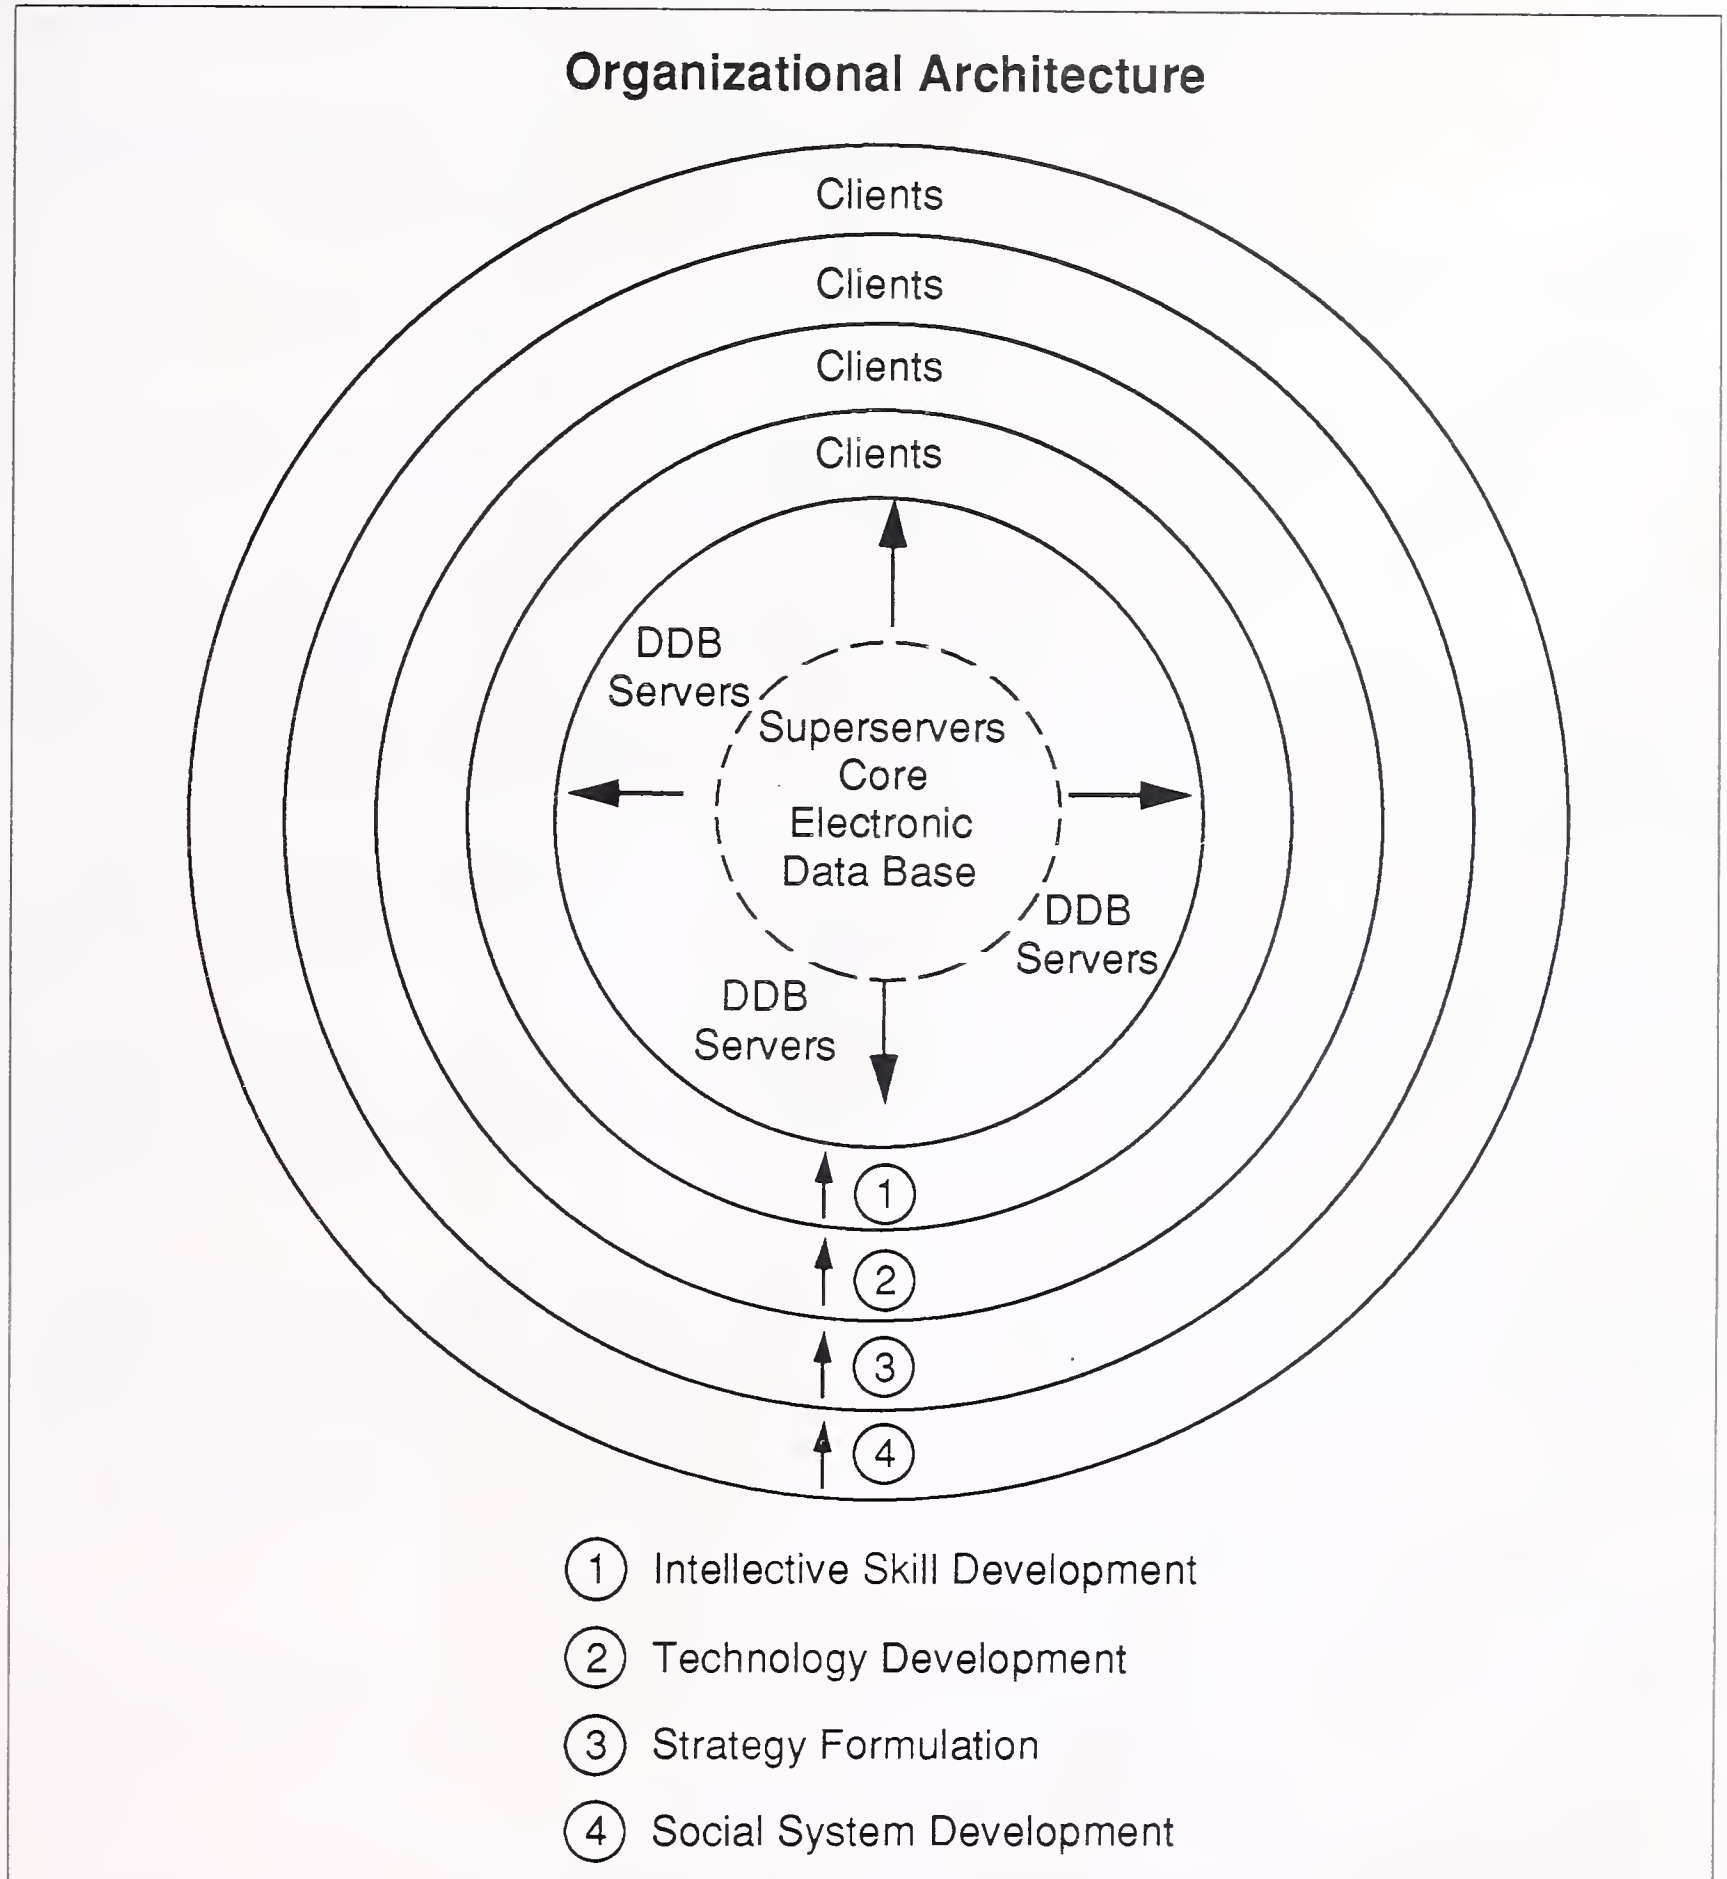 Organizational Architecture
Clients
Clients
Clients
Clients
DDB
Servers
Superservers
Core
Electronic
Data Base
DDB
Servers
DDB
Servers
1
2
3
4
1 Intellective Skill Development
2 Technology Development
3 Strategy Formulation
4 Social System Development